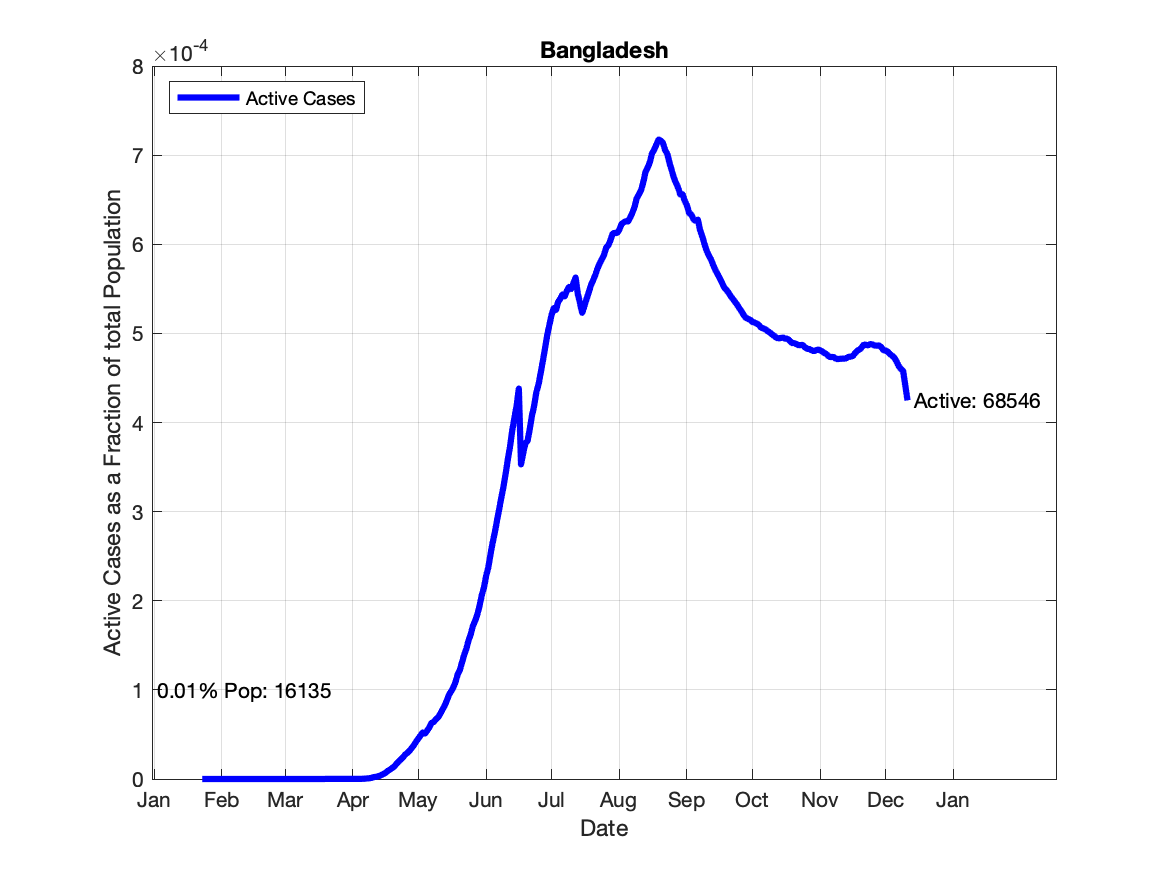 Bangladesh
×10-4
Active Cases
8
7
6
5
4
3
2
1
0
Active Cases as a Fraction of total Population
Active: 68546
0.01% Pop: 16135
Jan Feb Mar Apr May Jun Jul Aug Sep Oct Nov Dec Jan
Date